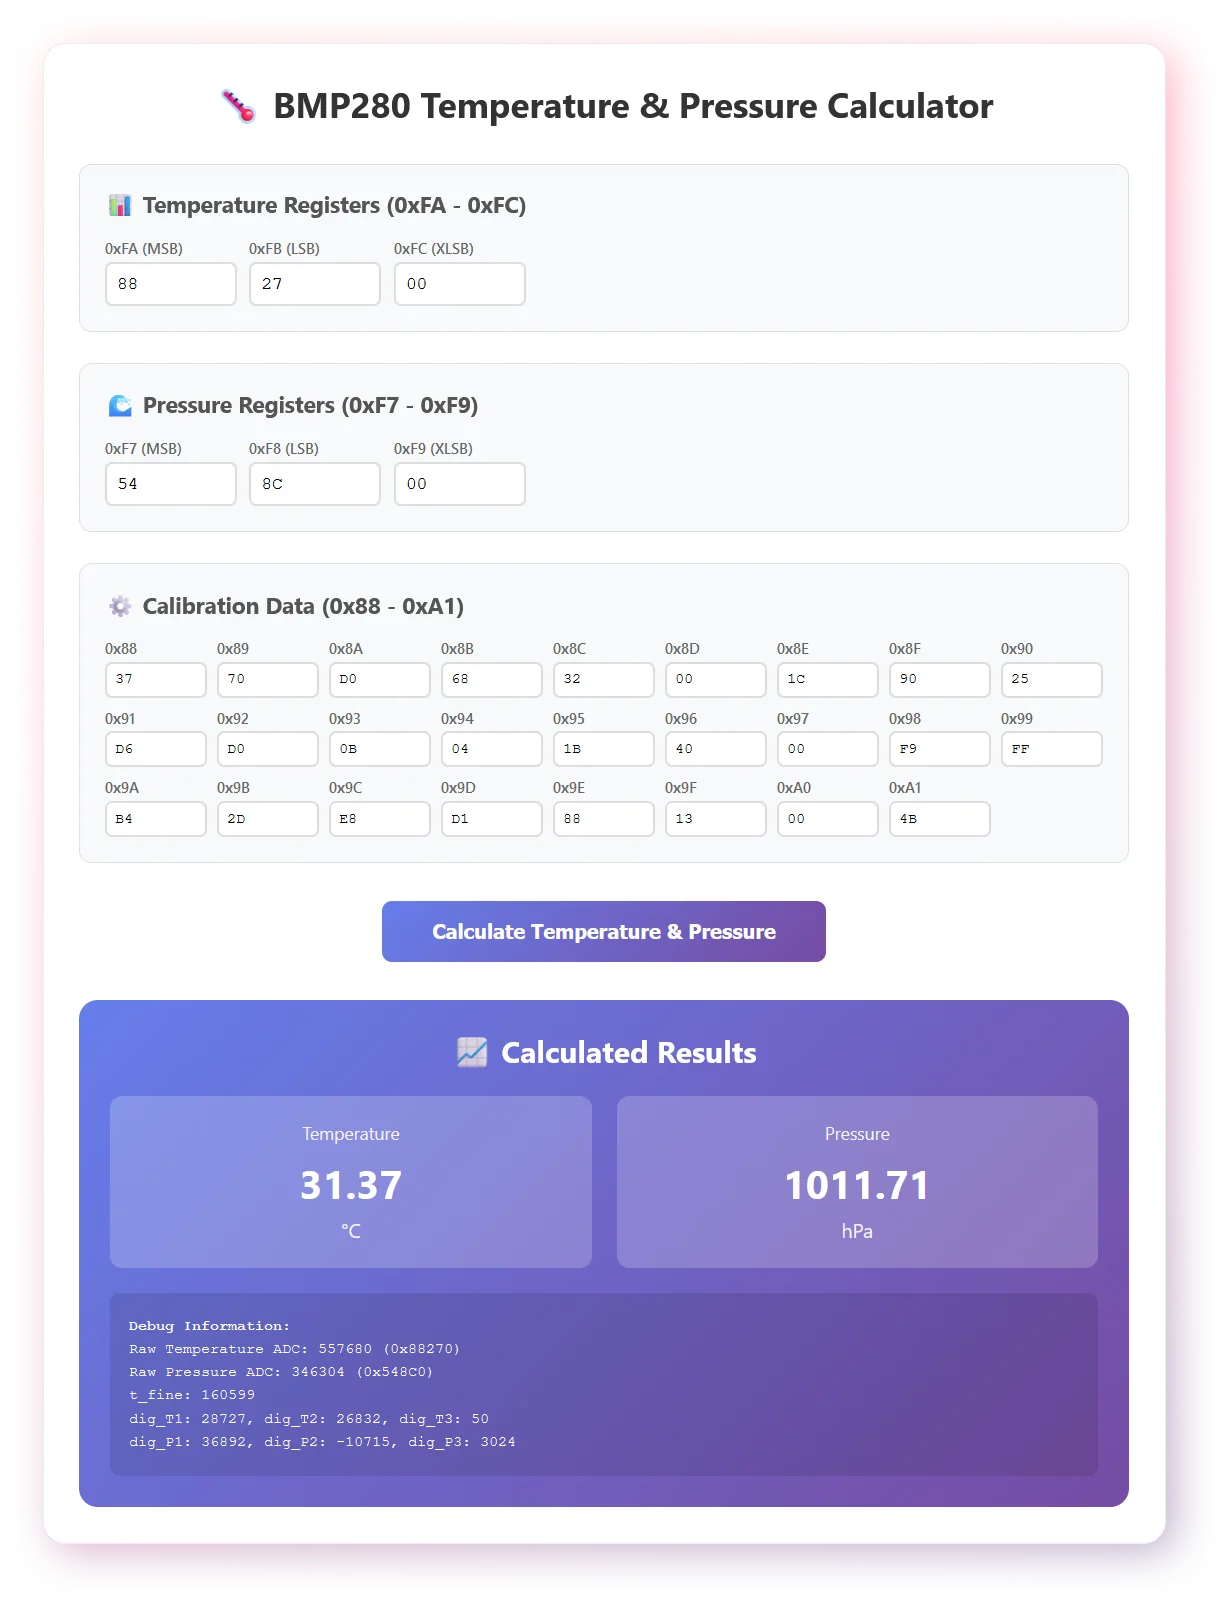 BMP280 Temperature & Pressure Calculator
Temperature Registers (0xFA - 0xFC)
0xFA (MSB) 0xFB (LSB) 0xFC (XLSB)
88 27 00
Pressure Registers (0xF7 - 0xF9)
0xF7 (MSB) 0xF8 (LSB) 0xF9 (XLSB)
54 8C 00
Calibration Data (0x88 - 0xA1)
0x88 0x89 0x8A 0x8B 0x8C 0x8D 0x8E 0x8F 0x90
37 70 D0 68 32 00 1C 90 25
0x91 0x92 0x93 0x94 0x95 0x96 0x97 0x98 0x99
D6 D0 0B 04 1B 40 00 F9 FF
0x9A 0x9B 0x9C 0x9D 0x9E 0x9F 0xA0 0xA1
B4 2D E8 D1 88 13 00 4B
Calculate Temperature & Pressure
Calculated Results
Temperature Pressure
31.37 1011.71
°C hPa
Debug Information:
Raw Temperature ADC: 557680 (0x88270)
Raw Pressure ADC: 346304 (0x548C0)
t_fine: 160599
dig_T1: 28727, dig_T2: 26832, dig_T3: 50
dig_P1: 36892, dig_P2: -10715, dig_P3: 3024